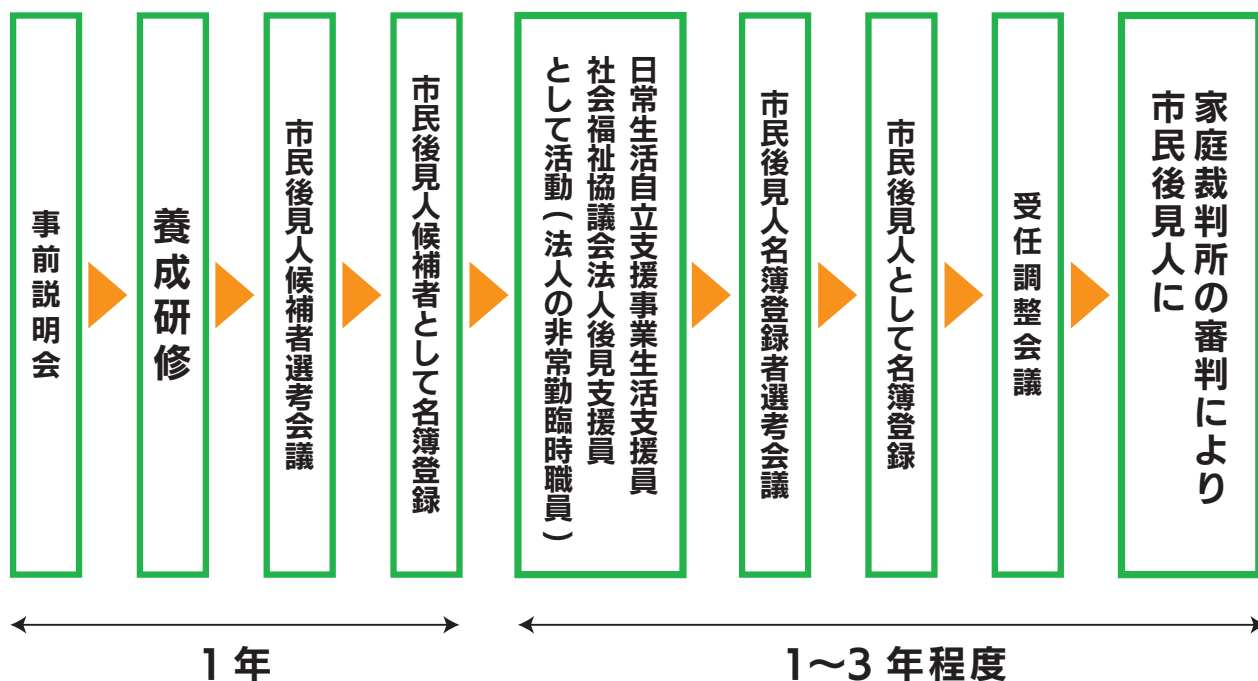 事前説明会
養成研修
市民後見人候補者選考会議
市民後見人候補者として名簿登録
日常生活自立支援事業生活支援員
社会福祉協議会法人後見支援員
として活動(法人の非常勤臨時職員)
市民後見人名簿登録者選考会議
市民後見人として名簿登録
受任調整会議
家庭裁判所の審判により
市民後見人に
1年
1〜3年程度